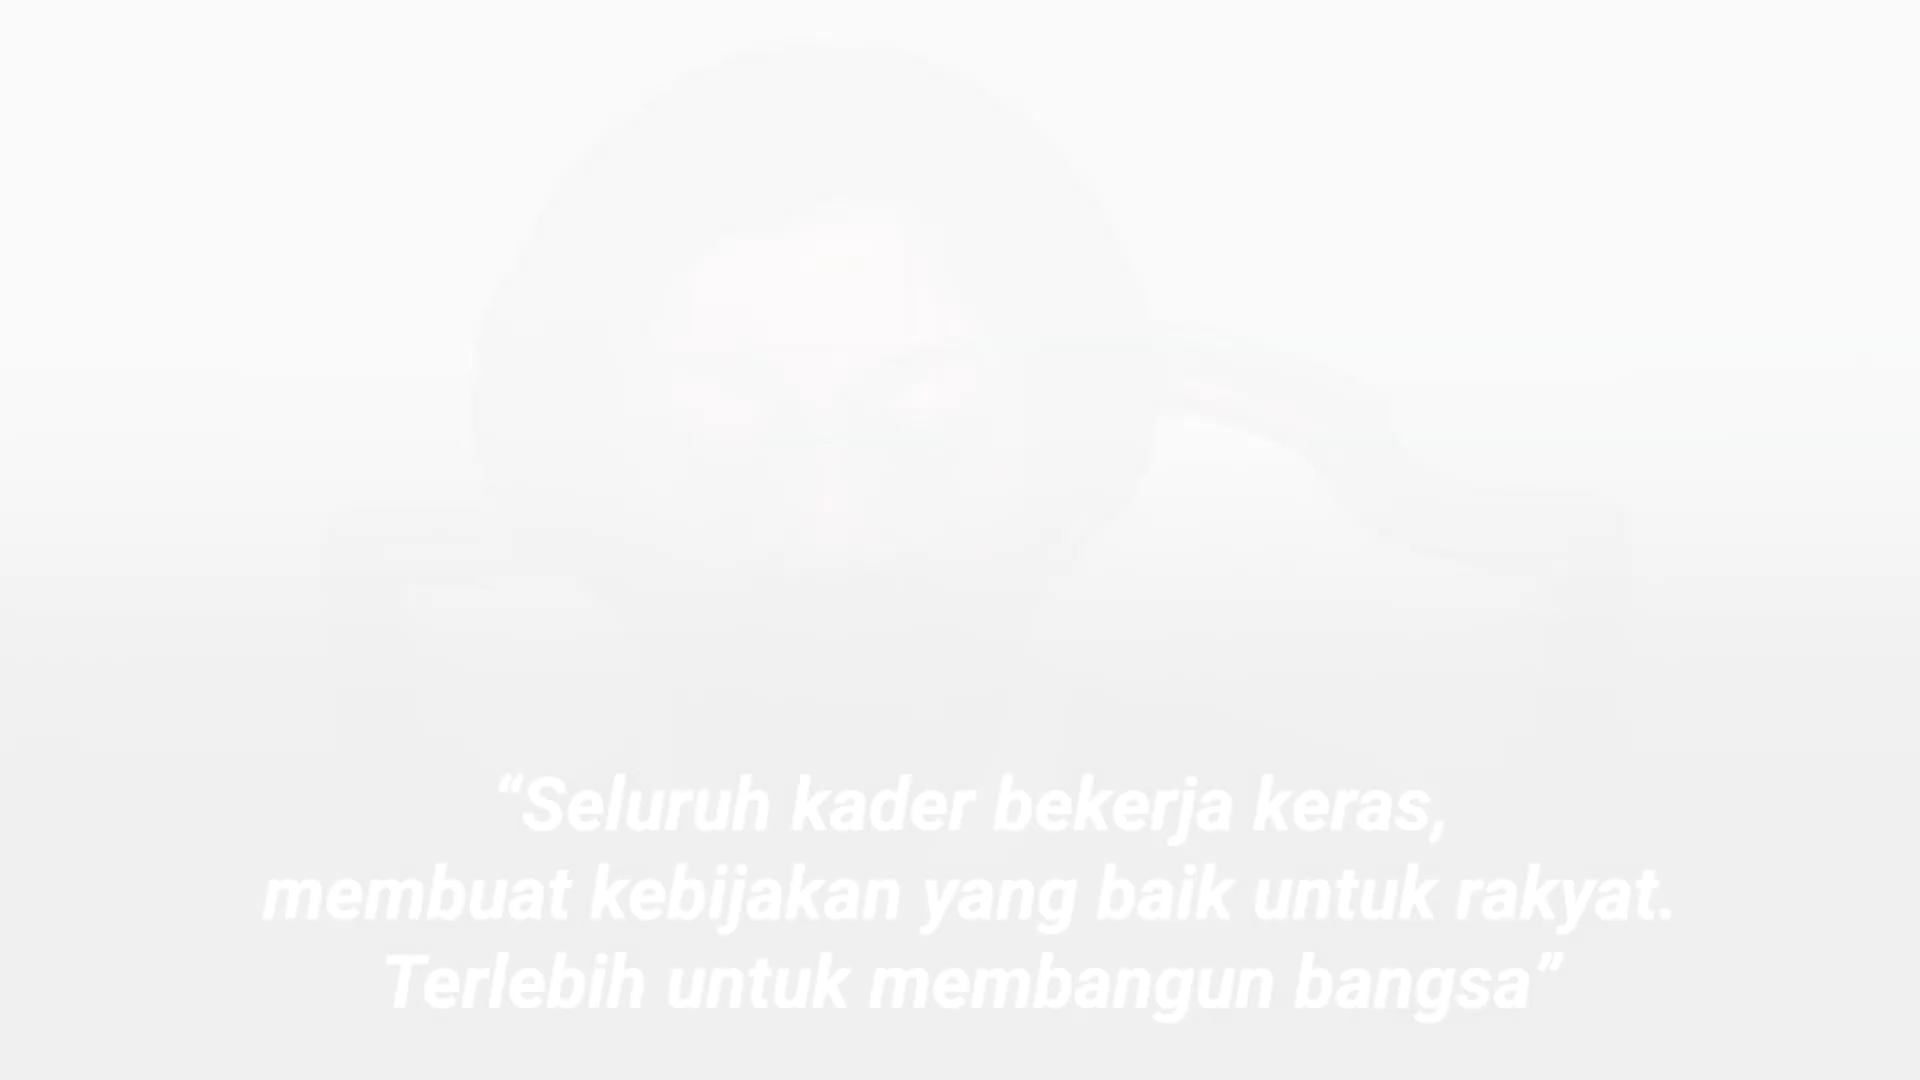 “Seluruh kader bekerja keras,
membuat kebijakan yang baik untuk rakyat.
Terlebih untuk membangun bangsa”